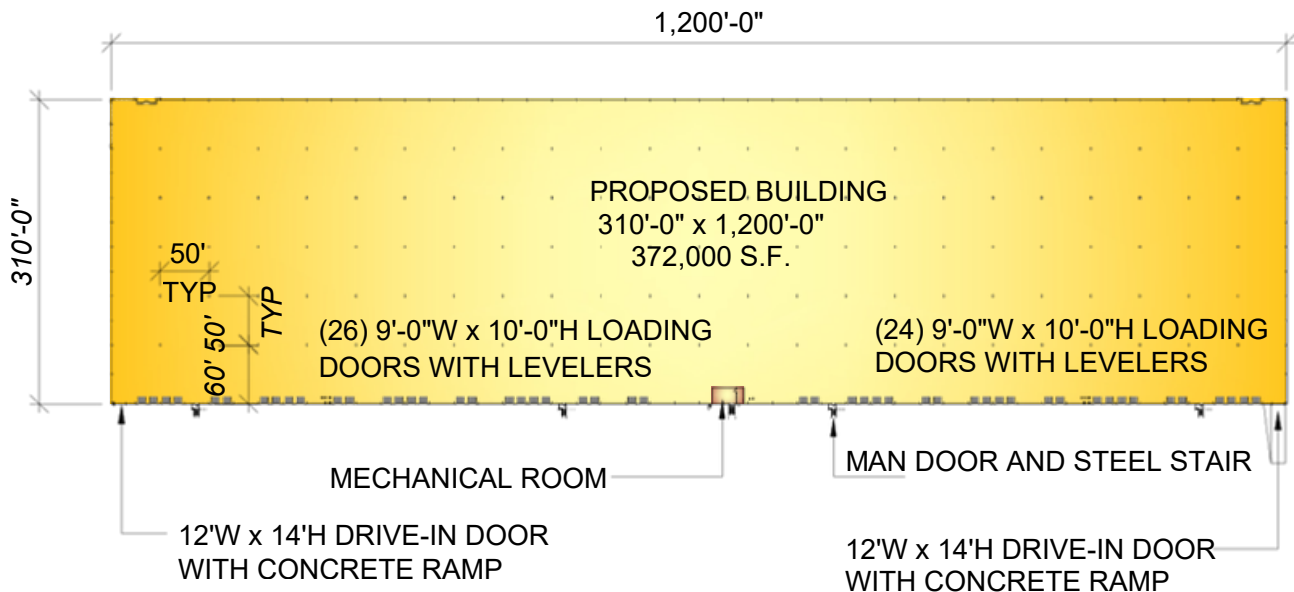 1,200'-0"
310'-0"
PROPOSED BUILDING
310'-0" x 1,200'-0"
372,000 S.F.
50'
TYP
60' 50'
TYP
(26) 9'-0"W x 10'-0"H LOADING
DOORS WITH LEVELERS
(24) 9'-0"W x 10'-0"H LOADING
DOORS WITH LEVELERS
MECHANICAL ROOM
MAN DOOR AND STEEL STAIR
12'W x 14'H DRIVE-IN DOOR
WITH CONCRETE RAMP
12'W x 14'H DRIVE-IN DOOR
WITH CONCRETE RAMP